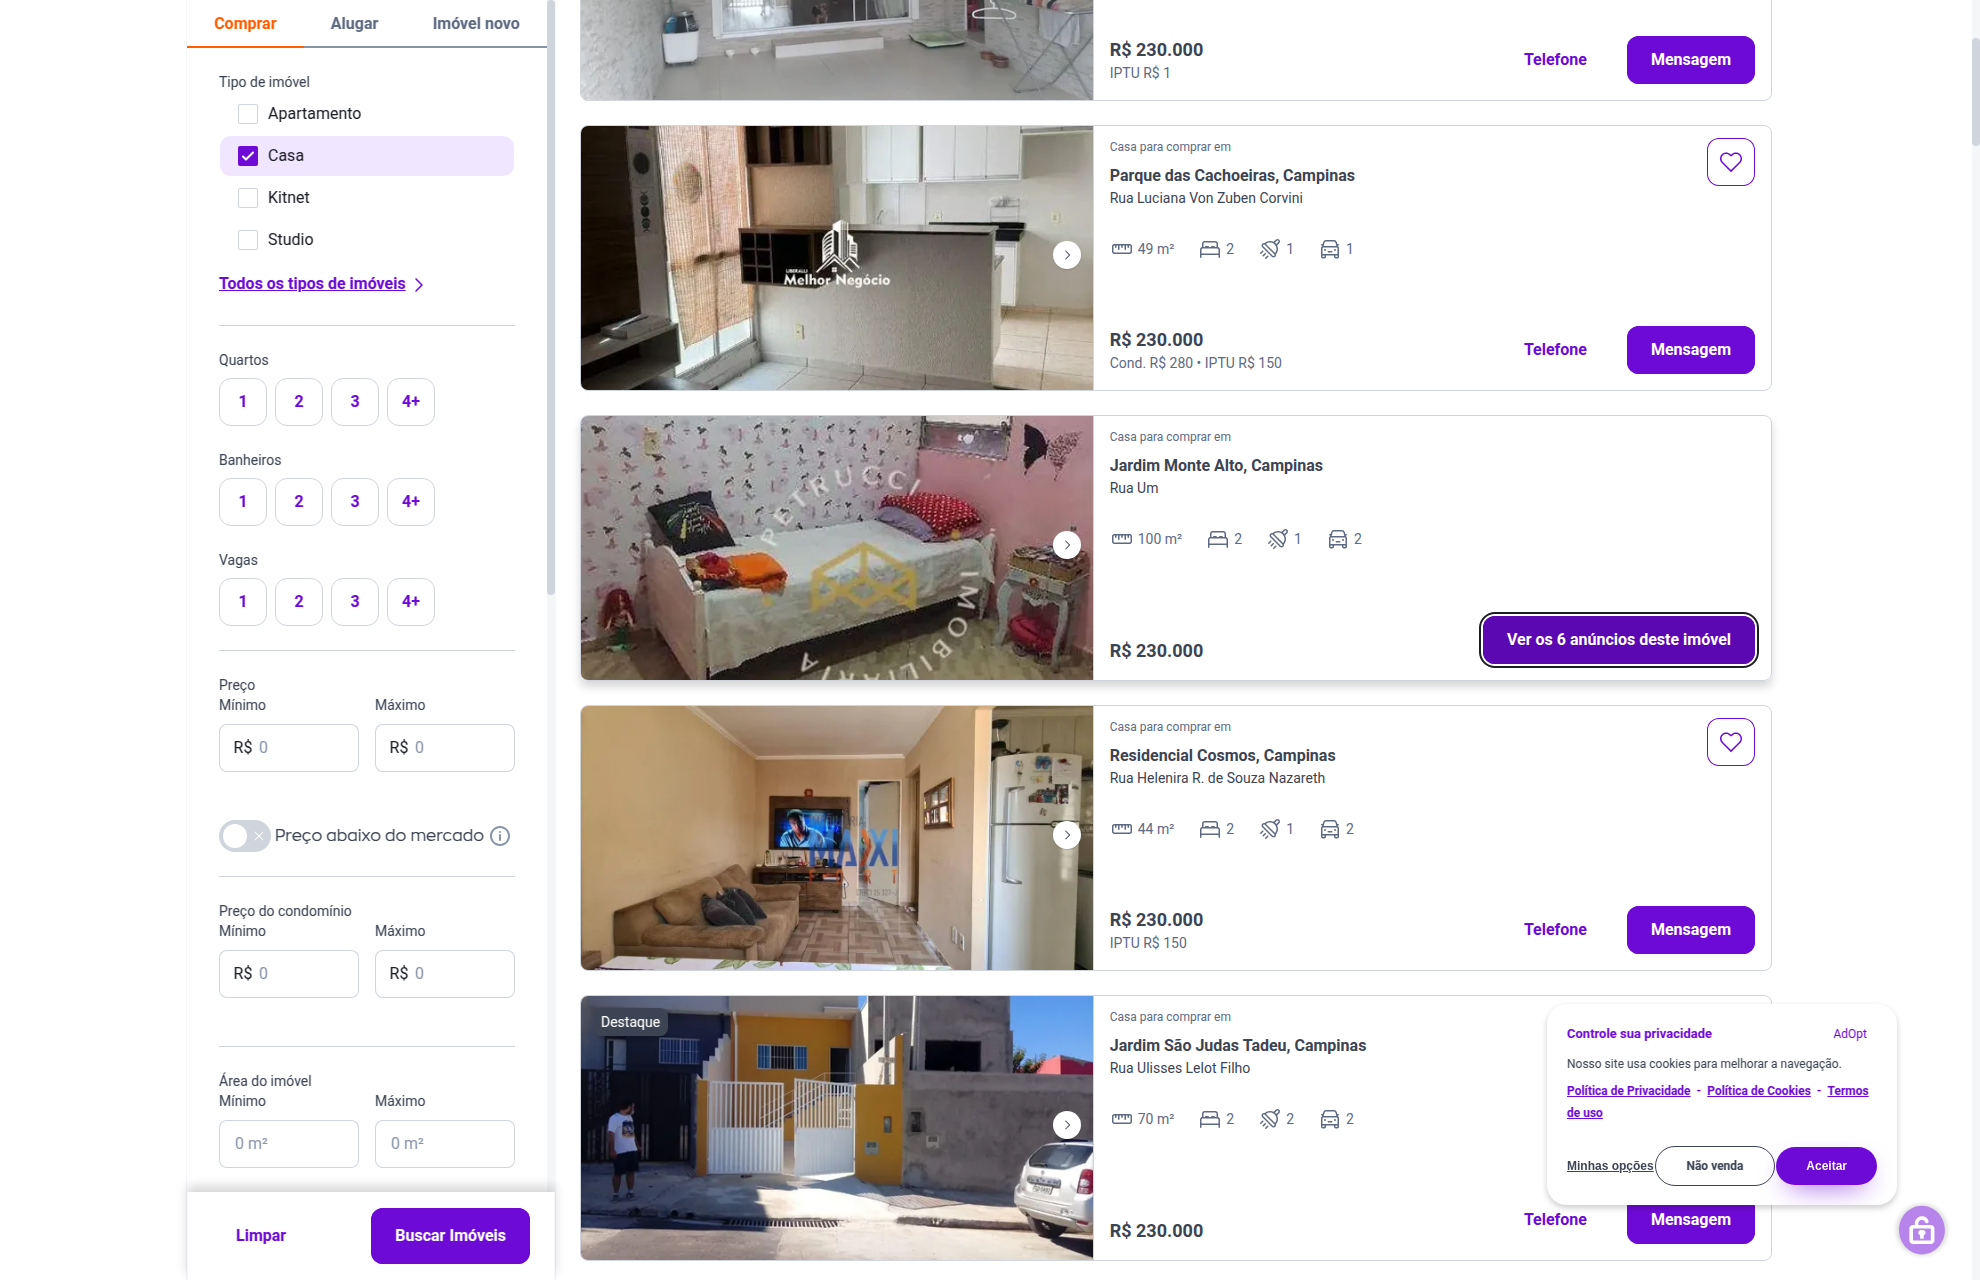 Comprar
Alugar
Imóvel novo
Tipo de imóvel
Apartamento
Casa
Kitnet
Studio
Todos os tipos de imóveis
Quartos
1
2
3
4+
Banheiros
1
2
3
4+
Vagas
1
2
3
4+
Preço
Mínimo
Máximo
R$ 0
R$ 0
Preço abaixo do mercado
Preço do condomínio
Mínimo
Máximo
R$ 0
R$ 0
Área do imóvel
Mínimo
Máximo
0 m²
0 m²
Limpar
Buscar Imóveis
R$ 230.000
IPTU R$ 1
Telefone
Mensagem
LIBERALLI
Melhor Negócio
Casa para comprar em
Parque das Cachoeiras, Campinas
Rua Luciana Von Zuben Corvini
49 m²
2
1
1
R$ 230.000
Cond. R$ 280 • IPTU R$ 150
Telefone
Mensagem
PETRUCCI
IMOBILIÁRIA
Casa para comprar em
Jardim Monte Alto, Campinas
Rua Um
100 m²
2
1
2
R$ 230.000
Ver os 6 anúncios deste imóvel
MAXI
Casa para comprar em
Residencial Cosmos, Campinas
Rua Helenira R. de Souza Nazareth
44 m²
2
1
2
R$ 230.000
IPTU R$ 150
Telefone
Mensagem
Destaque
Casa para comprar em
Jardim São Judas Tadeu, Campinas
Rua Ulisses Lelot Filho
70 m²
2
2
2
R$ 230.000
Telefone
Mensagem
Controle sua privacidade
AdOpt
Nosso site usa cookies para melhorar a navegação.
Política de Privacidade - Política de Cookies - Termos
de uso
Minhas opções
Não venda
Aceitar